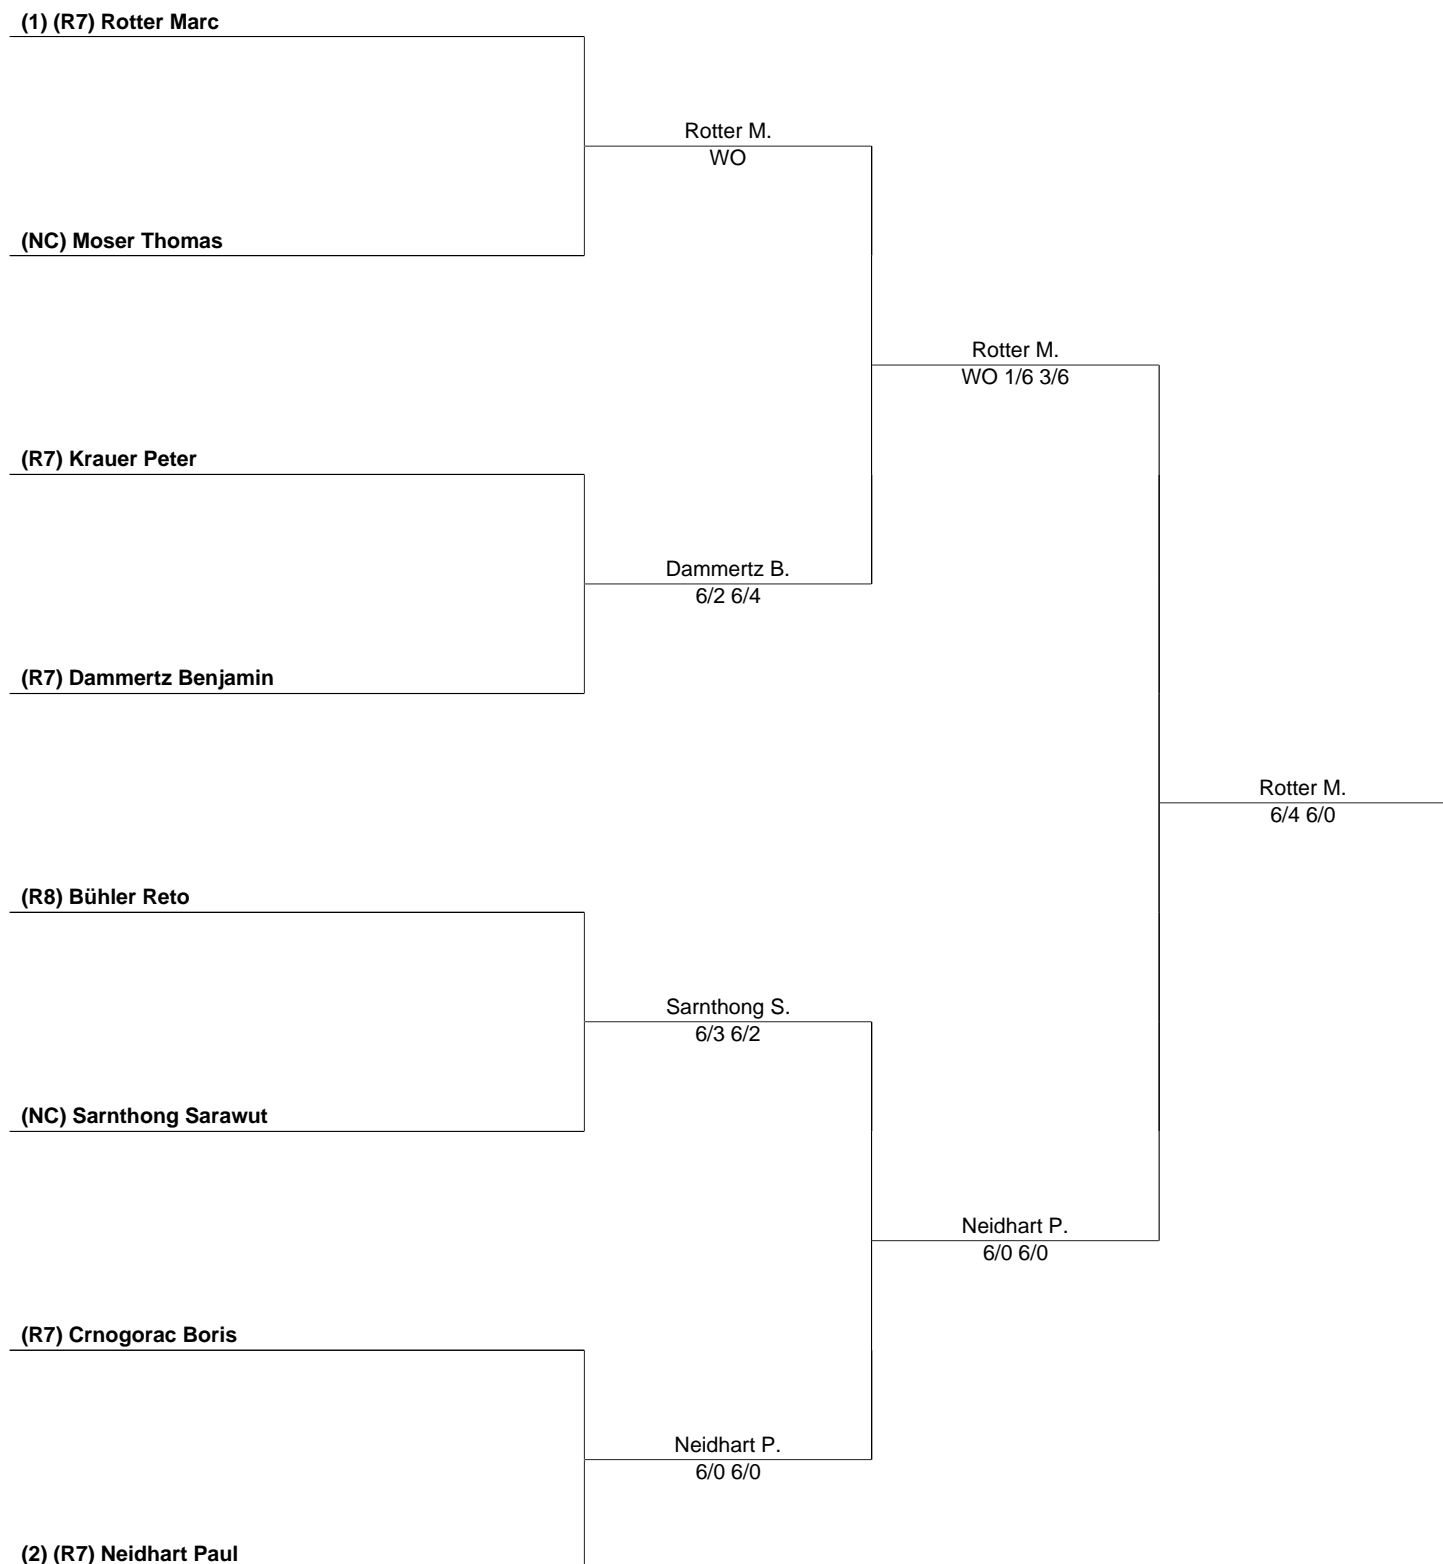 (1) (R7) Rotter Marc
Rotter M.
WO
(NC) Moser Thomas
Rotter M.
WO 1/6 3/6
(R7) Krauer Peter
Dammertz B.
6/2 6/4
(R7) Dammertz Benjamin
Rotter M.
6/4 6/0
(R8) Bühler Reto
Sarnthong S.
6/3 6/2
(NC) Sarnthong Sarawut
Neidhart P.
6/0 6/0
(R7) Crnogorac Boris
Neidhart P.
6/0 6/0
(2) (R7) Neidhart Paul